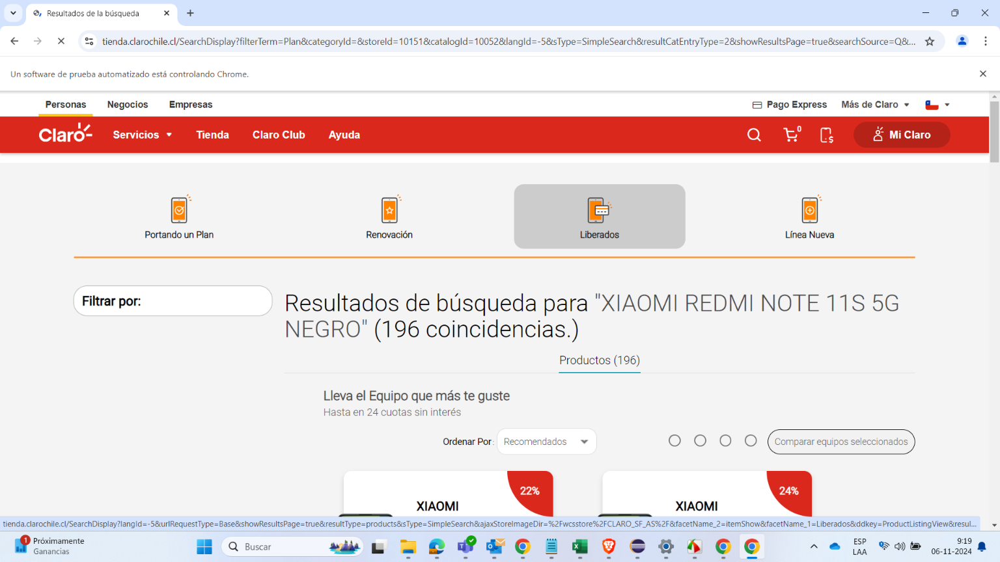 Resultados de la búsqueda
tienda.clarochile.cl/SearchDisplay?filterTerm=Plan&categoryId=&storeId=10151&catalogId=10052&langId=-5&sType=SimpleSearch&resultCatEntryType=2&showResultsPage=true&searchSource=Q&...
Un software de prueba automatizado está controlando Chrome.
Personas Negocios Empresas Pago Express Más de Claro
Claro Servicios Tienda Claro Club Ayuda 0 Mi Claro
Portando un Plan Renovación Liberados Línea Nueva
Filtrar por:
Resultados de búsqueda para "XIAOMI REDMI NOTE 11S 5G
NEGRO" (196 coincidencias.)
Productos (196)
Lleva el Equipo que más te guste
Hasta en 24 cuotas sin interés
Ordenar Por: Recomendados Comparar equipos seleccionados
22% 24%
XIAOMI XIAOMI
tienda.clarochile.cl/SearchDisplay?langId=-5&urlRequestType=Base&showResultsPage=true&resultType=products&sType=SimpleSearch&ajaxStoreImageDir=%2Fwcsstore%2FCLARO_SF_AS%2F&facetName_2=itemShow&facetName_1=Liberados&ddkey=ProductListingView&resul...
1 Próximamente
Ganancias
Buscar
ESP
LAA
9:19
06-11-2024